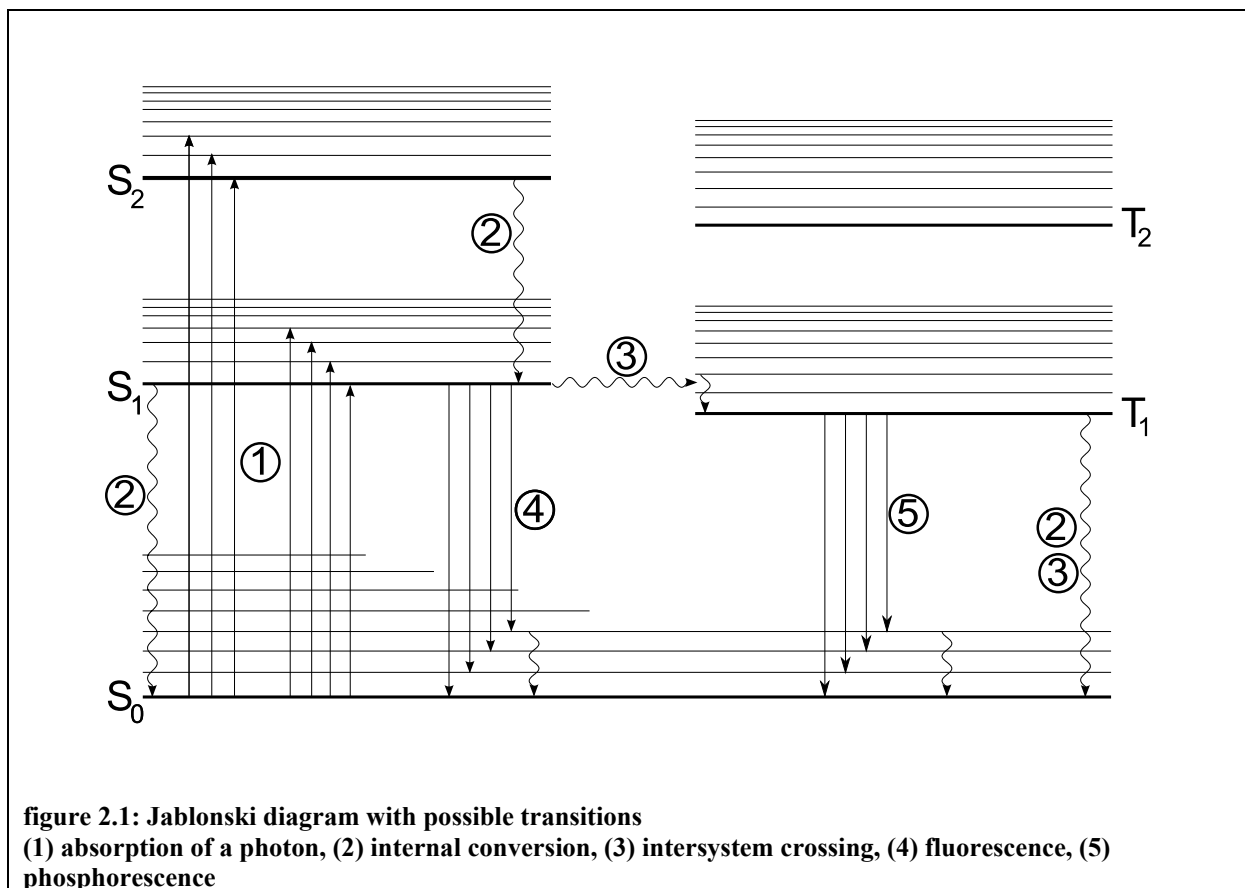 S2
T2
②
③
S1
T1
①
②
④
⑤
②
③
S0
figure 2.1: Jablonski diagram with possible transitions
(1) absorption of a photon, (2) internal conversion, (3) intersystem crossing, (4) fluorescence, (5)
phosphorescence